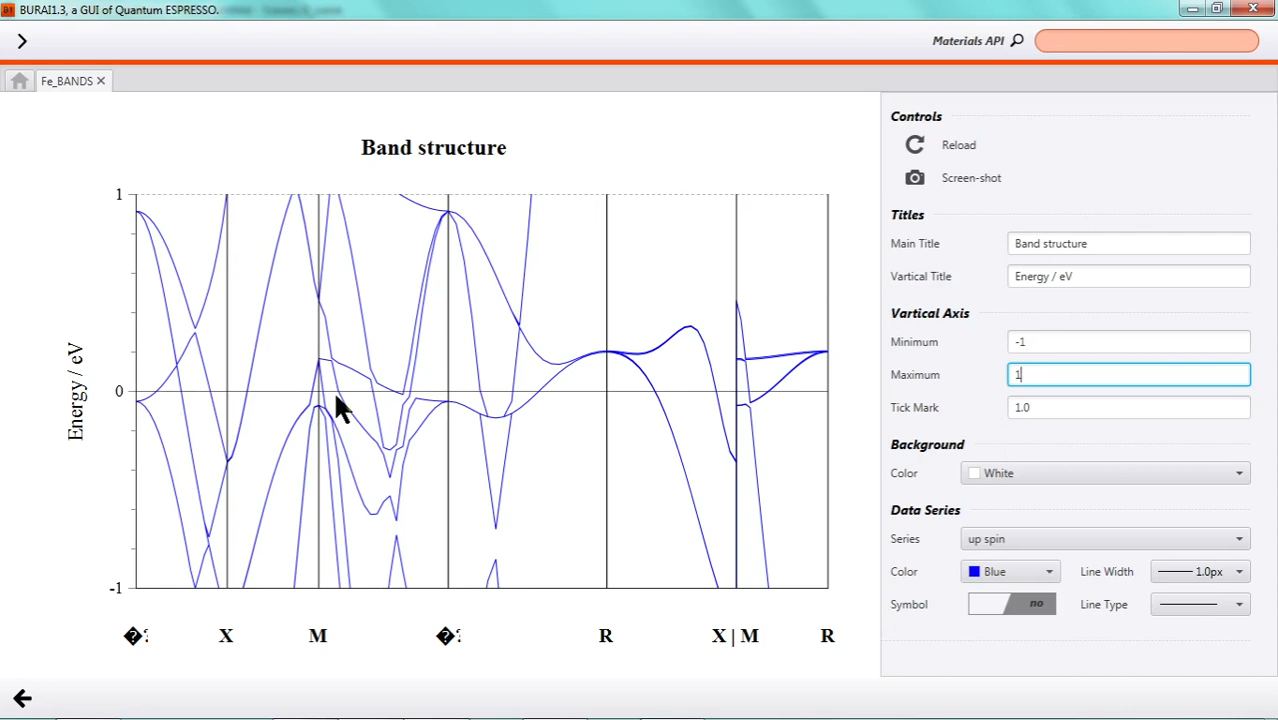 BURAI1.3, a GUI of Quantum ESPRESSO.
Materials API
Fe_BANDS
Band structure
Energy / eV
1
0
-1
X
M
R
X | M
R
Controls
Reload
Screen-shot
Titles
Main Title
Band structure
Vertical Title
Energy / eV
Vartical Axis
Minimum
-1
Maximum
1
Tick Mark
1.0
Background
Color
White
Data Series
Series
up spin
Color
Blue
Line Width
1.0px
Symbol
no
Line Type